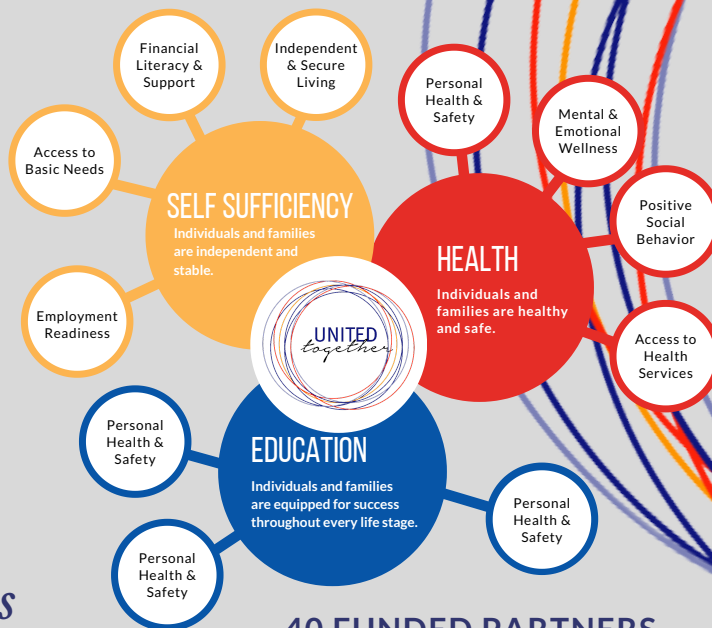 Financial
Literacy &
Support
Independent
& Secure
Living
Access to
Basic Needs
Employment
Readiness
SELF SUFFICIENCY
Individuals and families
are independent and
stable.
Personal
Health &
Safety
Mental &
Emotional
Wellness
Positive
Social
Behavior
Access to
Health
Services
HEALTH
Individuals and
families are healthy
and safe.
UNITED
together
EDUCATION
Individuals and families
are equipped for success
throughout every life stage.
Personal
Health &
Safety
Personal
Health &
Safety
Personal
Health &
Safety
s
40 FUNDED PARTNERS